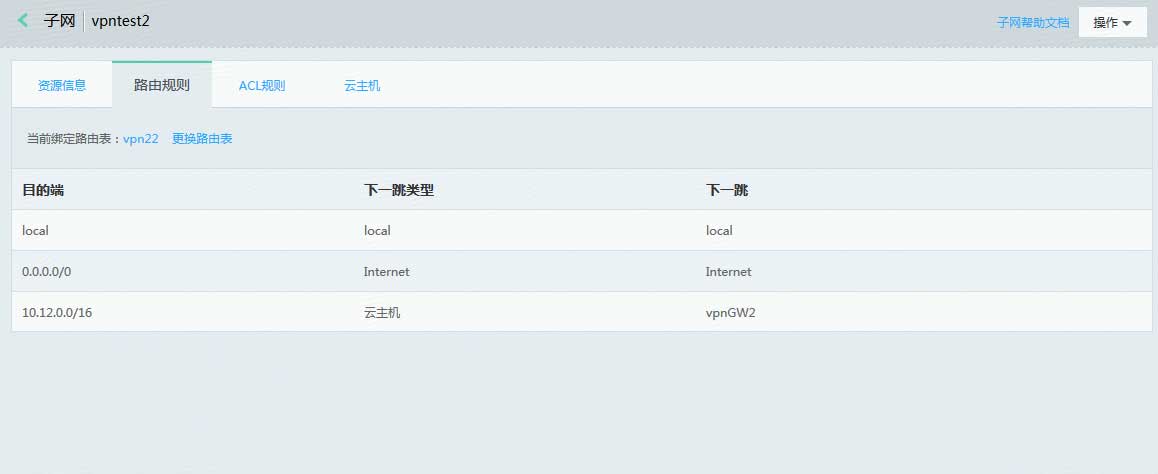 子网 vpntest2 子网帮助文档 操作
资源信息 路由规则 ACL规则 云主机
当前绑定路由表：vpn22 更换路由表
目的端 下一跳类型 下一跳
local local local
0.0.0.0/0 Internet Internet
10.12.0.0/16 云主机 vpnGW2